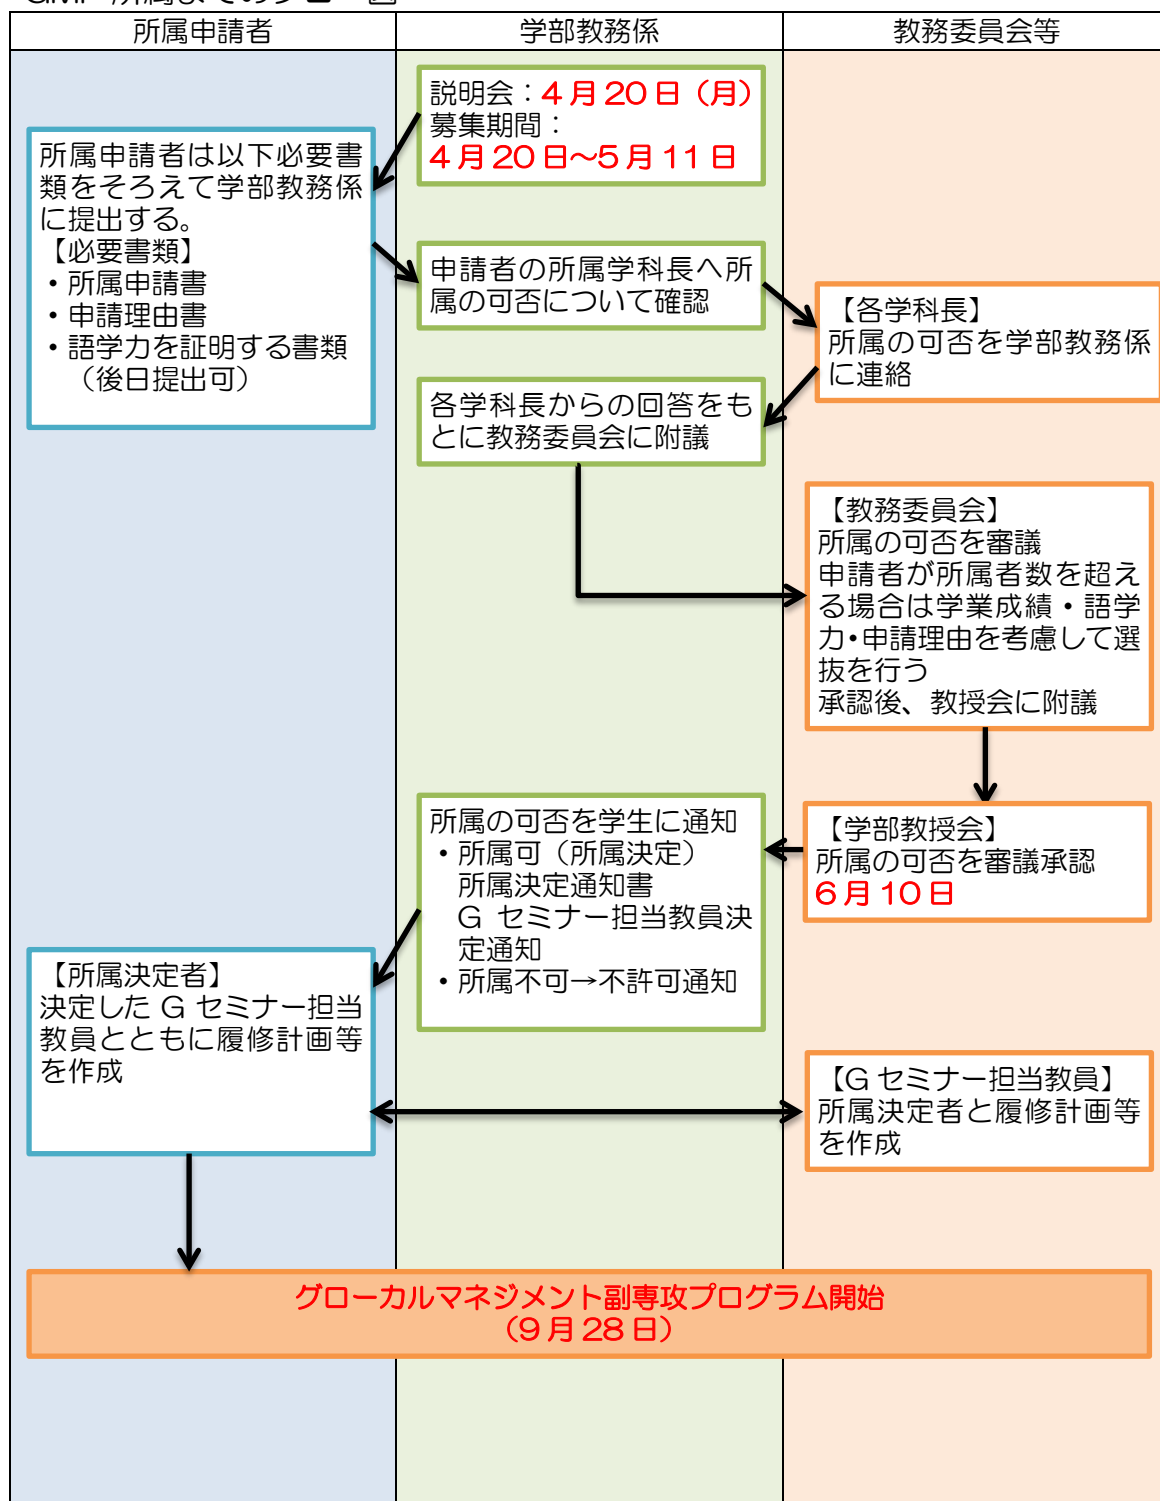 所属申請者
学部教務係
教務委員会等
説明会：４月20日（月）
募集期間：
４月20日～５月11日
所属申請者は以下必要書
類をそろえて学部教務係
に提出する。
【必要書類】
・所属申請書
・申請理由書
・語学力を証明する書類
（後日提出可）
申請者の所属学科長へ所
属の可否について確認
【各学科長】
所属の可否を学部教務係
に連絡
各学科長からの回答をも
とに教務委員会に附議
【教務委員会】
所属の可否を審議
申請者が所属者数を超え
る場合は学業成績・語学
力・申請理由を考慮して選
抜を行う
承認後、教授会に附議
【学部教授会】
所属の可否を審議承認
６月10日
所属の可否を学生に通知
・所属可（所属決定）
所属決定通知書
G セミナー担当教員決
定通知
・所属不可→不許可通知
【所属決定者】
決定した G セミナー担当
教員とともに履修計画等
を作成
【G セミナー担当教員】
所属決定者と履修計画等
を作成
グローカルマネジメント副専攻プログラム開始
（９月28日）